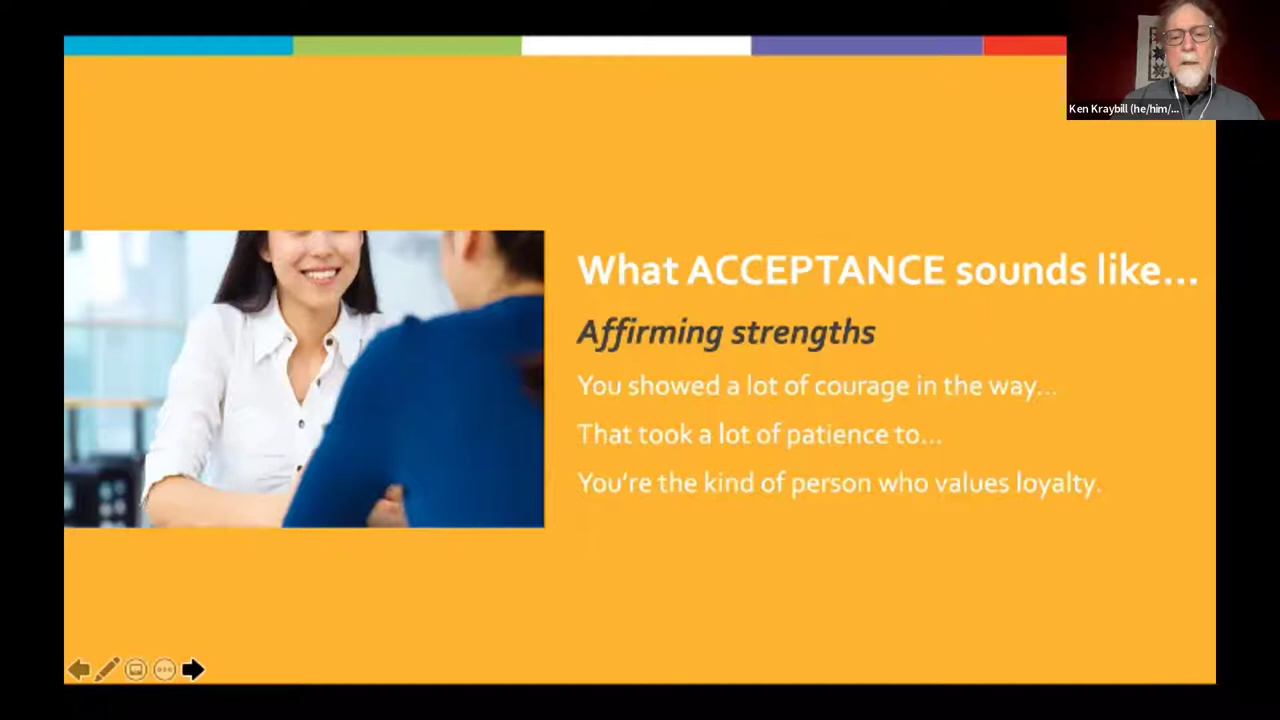 Ken Kraybill (he/him/...
What ACCEPTANCE sounds like...
Affirming strengths
You showed a lot of courage in the way...
That took a lot of patience to...
You're the kind of person who values loyalty.